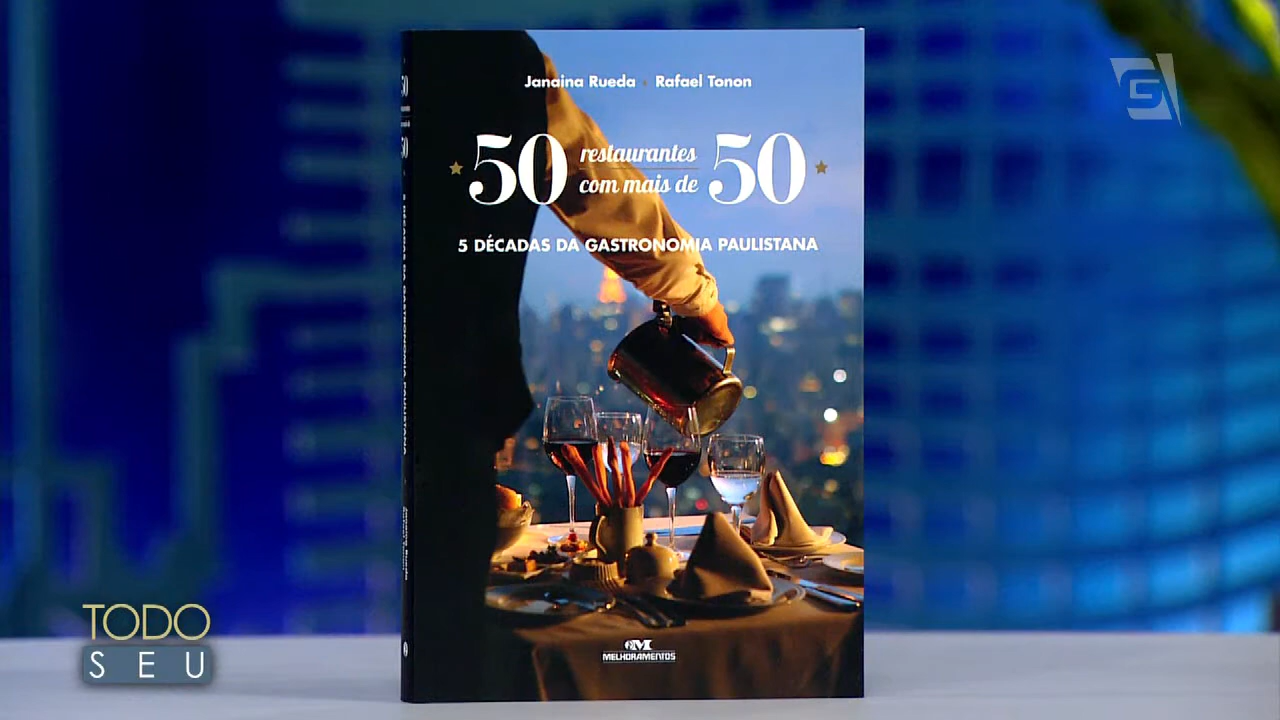 Janaina Rueda • Rafael Tonon
50 restaurantes com mais de 50
5 DÉCADAS DA GASTRONOMIA PAULISTANA
MELHORAMENTOS
TODO
SEU